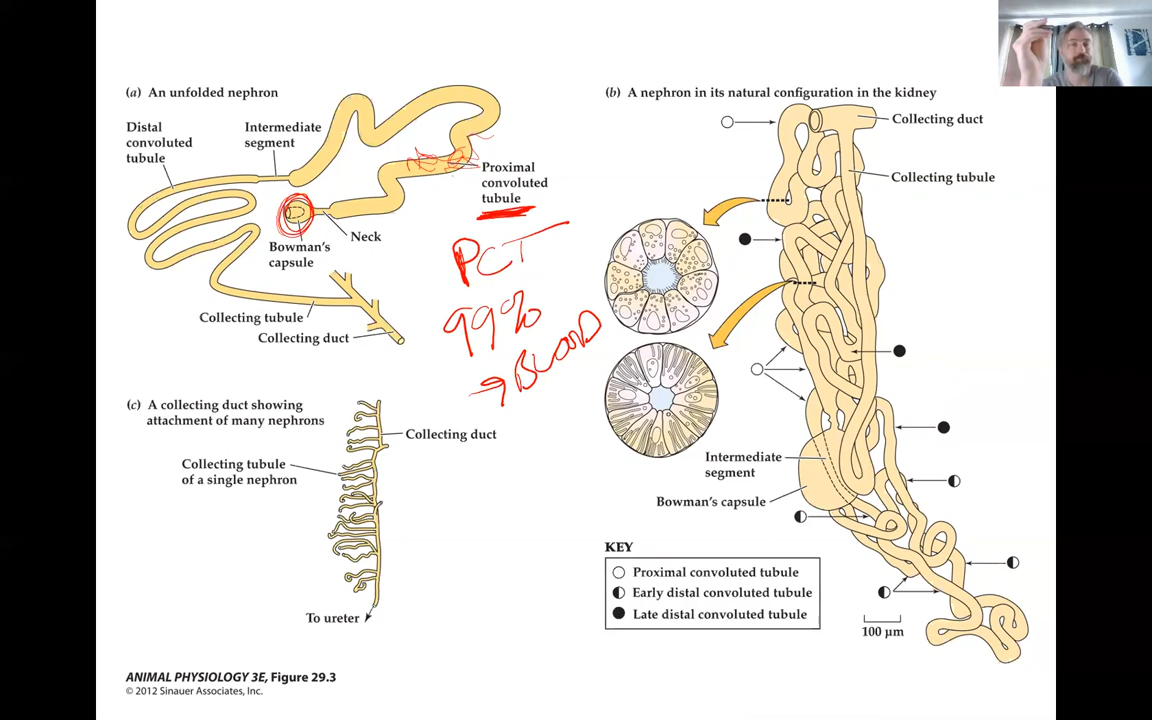 (a) An unfolded nephron
Distal
convoluted
tubule
Intermediate
segment
Proximal
convoluted
tubule
Neck
Bowman's
capsule
Collecting tubule
Collecting duct
PCT
99%
→ BLOOD
(c) A collecting duct showing
attachment of many nephrons
Collecting duct
Collecting tubule
of a single nephron
To ureter
(b) A nephron in its natural configuration in the kidney
Collecting duct
Collecting tubule
Intermediate
segment
Bowman's capsule
KEY
Proximal convoluted tubule
Early distal convoluted tubule
Late distal convoluted tubule
100 µm
ANIMAL PHYSIOLOGY 3E, Figure 29.3
© 2012 Sinauer Associates, Inc.